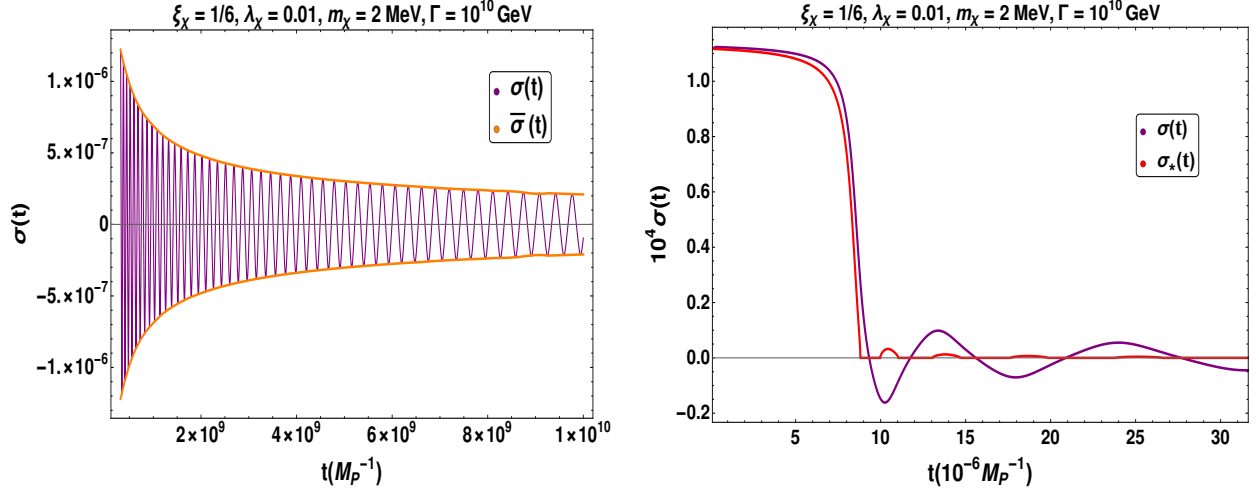 ξχ = 1/6, λχ = 0.01, mχ = 2 MeV, Γ = 10¹⁰ GeV
1.×10⁻⁶
5.×10⁻⁷
0
-5.×10⁻⁷
-1.×10⁻⁶
σ(t)
σ(t)
σ̅(t)
2×10⁹
4×10⁹
6×10⁹
8×10⁹
1×10¹⁰
t(M_P⁻¹)
ξχ = 1/6, λχ = 0.01, mχ = 2 MeV, Γ = 10¹⁰ GeV
1.0
0.8
0.6
0.4
0.2
0.0
-0.2
10⁴ σ(t)
σ(t)
σ_*(t)
5
10
15
20
25
30
t(10⁻⁶ M_P⁻¹)